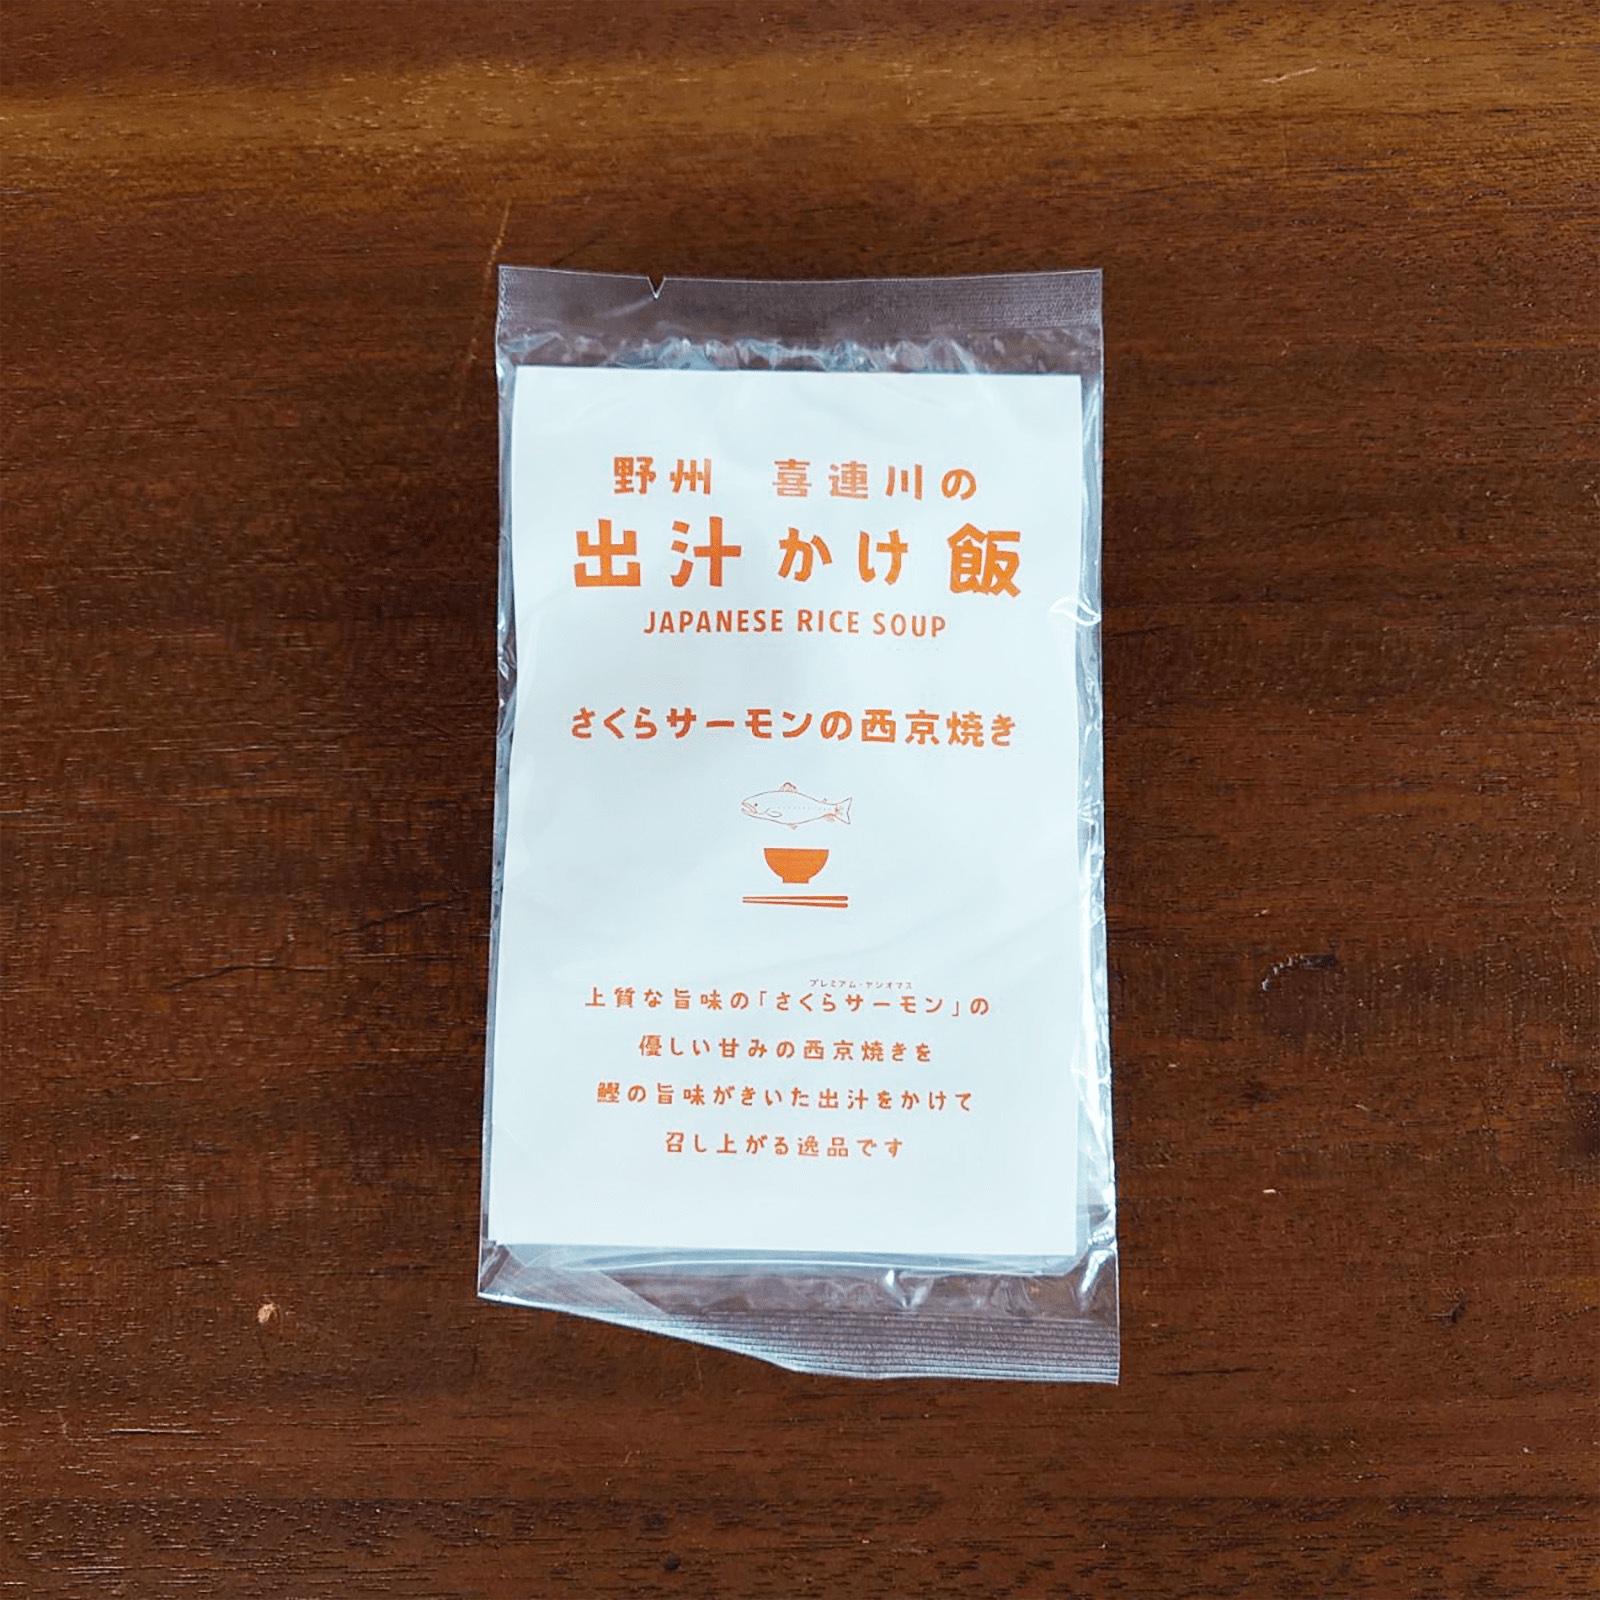 野州 喜連川の
出汁かけ飯
JAPANESE RICE SOUP
さくらサーモンの西京焼き
プレミアム・ヤシオマス
上質な旨味の「さくらサーモン」の
優しい甘みの西京焼きを
鰹の旨味がきいた出汁をかけて
召し上がる逸品です